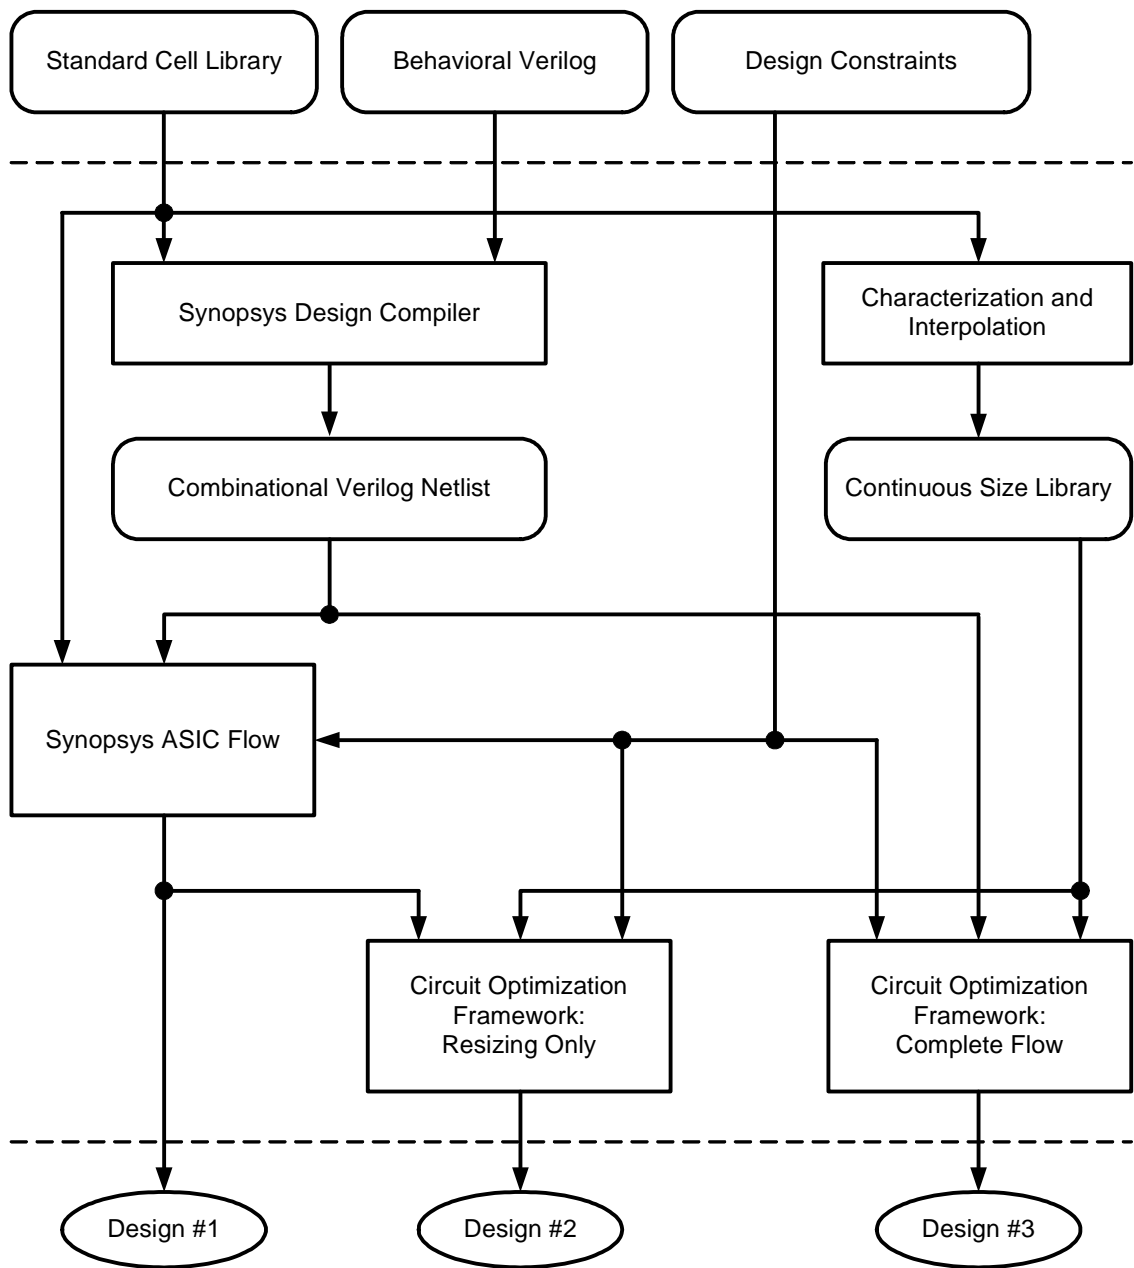 Standard Cell Library
Behavioral Verilog
Design Constraints
Synopsys Design Compiler
Characterization and
Interpolation
Combinational Verilog Netlist
Continuous Size Library
Synopsys ASIC Flow
Circuit Optimization
Framework:
Resizing Only
Circuit Optimization
Framework:
Complete Flow
Design #1
Design #2
Design #3